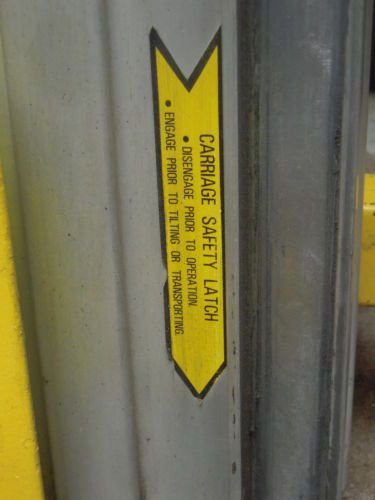 CARRIAGE SAFETY LATCH
• DISENGAGE PRIOR TO OPERATION.
• ENGAGE PRIOR TO TILTING OR TRANSPORTING